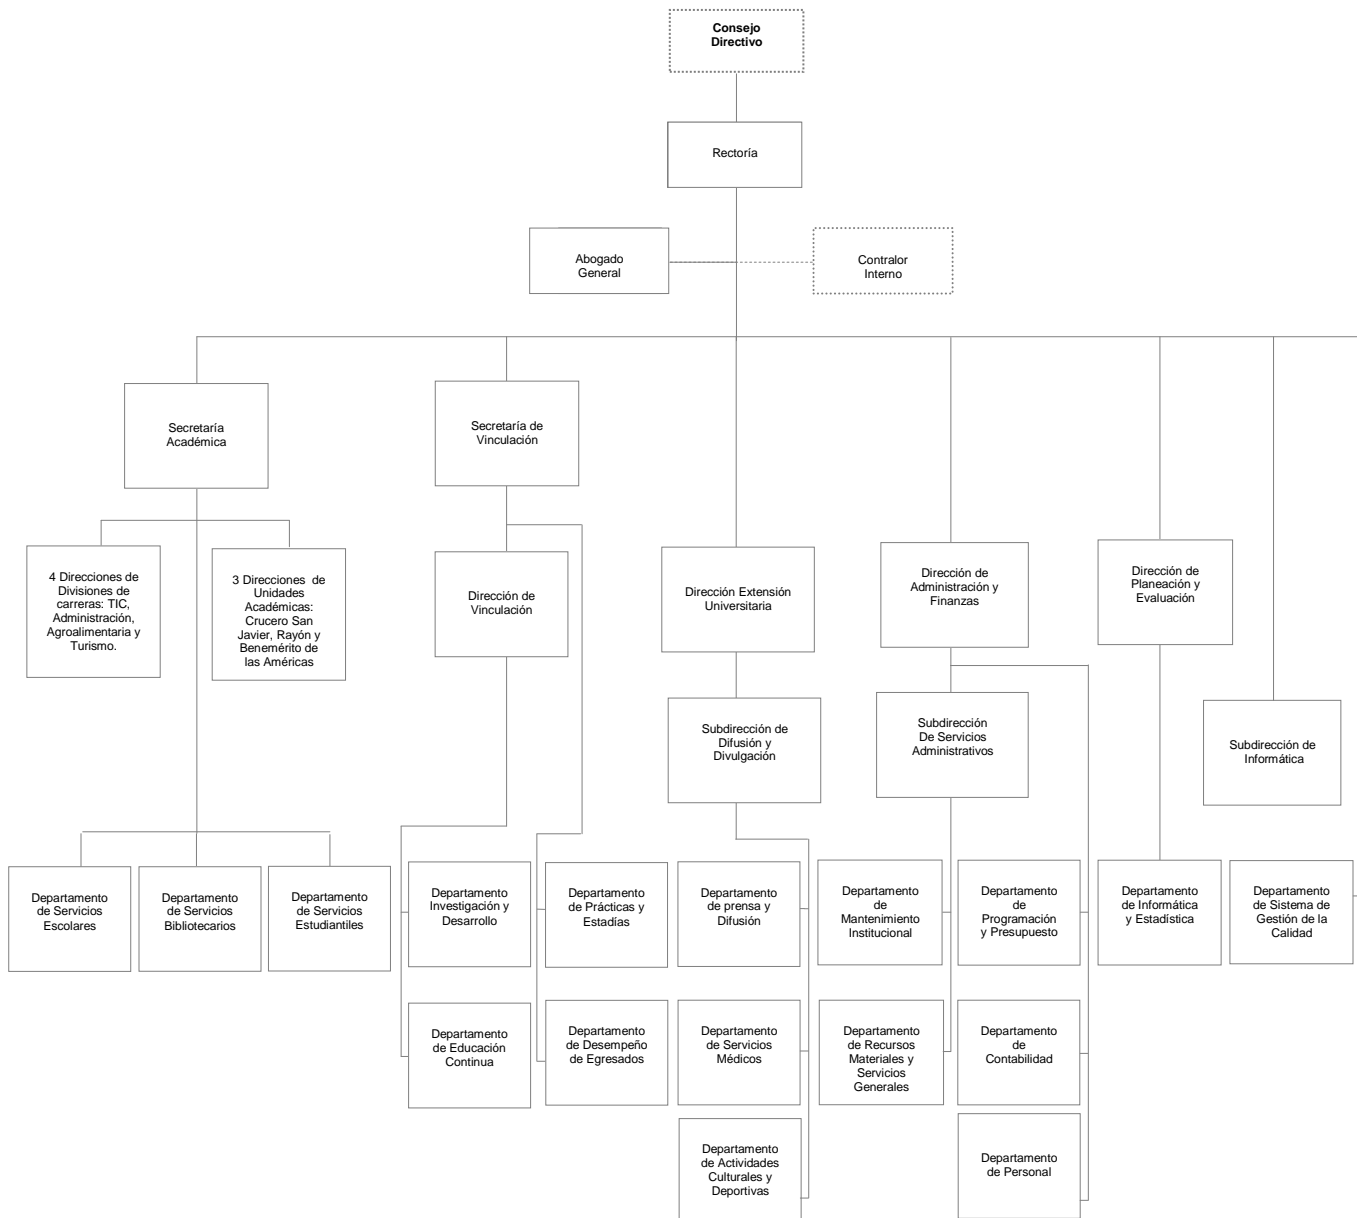 Consejo
Directivo
Rectoría
Abogado
General
Contralor
Interno
Secretaría
Académica
Secretaría de
Vinculación
4 Direcciones de
Divisiones de
carreras: TIC,
Administración,
Agroalimentaria y
Turismo.
3 Direcciones de
Unidades
Académicas:
Crucero San
Javier, Rayón y
Benemérito de
las Américas
Dirección de
Vinculación
Dirección Extensión
Universitaria
Dirección de
Administración y
Finanzas
Dirección de
Planeación y
Evaluación
Subdirección de
Difusión y
Divulgación
Subdirección
De Servicios
Administrativos
Subdirección de
Informática
Departamento
de Servicios
Escolares
Departamento
de Servicios
Bibliotecarios
Departamento
de Servicios
Estudiantiles
Departamento
Investigación y
Desarrollo
Departamento
de Prácticas y
Estadías
Departamento
de prensa y
Difusión
Departamento
de
Mantenimiento
Institucional
Departamento
de
Programación
y Presupuesto
Departamento
de Informática
y Estadística
Departamento
de Sistema de
Gestión de la
Calidad
Departamento
de Educación
Continua
Departamento
de Desempeño
de Egresados
Departamento
de Servicios
Médicos
Departamento
de Recursos
Materiales y
Servicios
Generales
Departamento
de
Contabilidad
Departamento
de Actividades
Culturales y
Deportivas
Departamento
de Personal